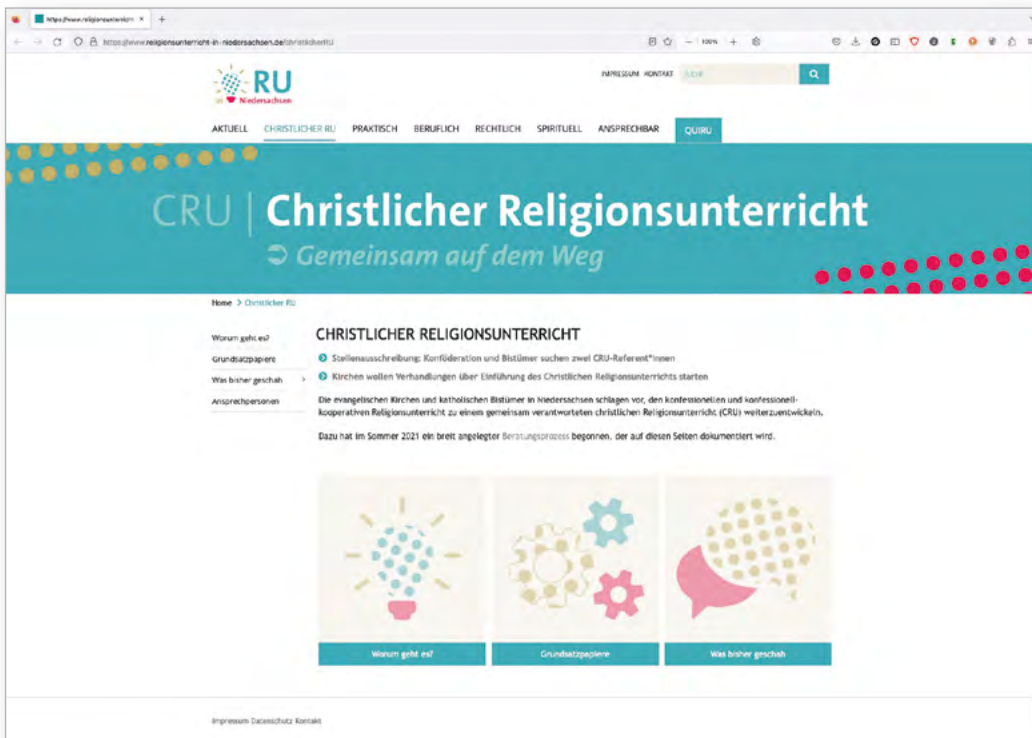 https://www.religionsunterricht
https://www.religionsunterricht-in-niedersachsen.de/christlicherRU
100%
RU
Niedersachsen
IMPRESSUM KONTAKT
AKTUELL CHRISTLICHER RU PRAKTISCH BERUFLICH RECHTLICH SPIRITUELL ANSPRECHBAR QUIRU
CRU | Christlicher Religionsunterricht
Gemeinsam auf dem Weg
Home > Christlicher RU
Worum geht es?
Grundsatzpapiere
Was bisher geschah >
Ansprechpersonen
CHRISTLICHER RELIGIONSUNTERRICHT
Stellenausschreibung: Konföderation und Bistümer suchen zwei CRU-Referent*innen
Kirchen wollen Verhandlungen über Einführung des Christlichen Religionsunterrichts starten
Die evangelischen Kirchen und katholischen Bistümer in Niedersachsen schlagen vor, den konfessionellen und konfessionell-
kooperativen Religionsunterricht zu einem gemeinsam verantworteten christlichen Religionsunterricht (CRU) weiterzuentwickeln.
Dazu hat im Sommer 2021 ein breit angelegter Beratungsprozess begonnen, der auf diesen Seiten dokumentiert wird.
Worum geht es?
Grundsatzpapiere
Was bisher geschah
Impressum Datenschutz Kontakt